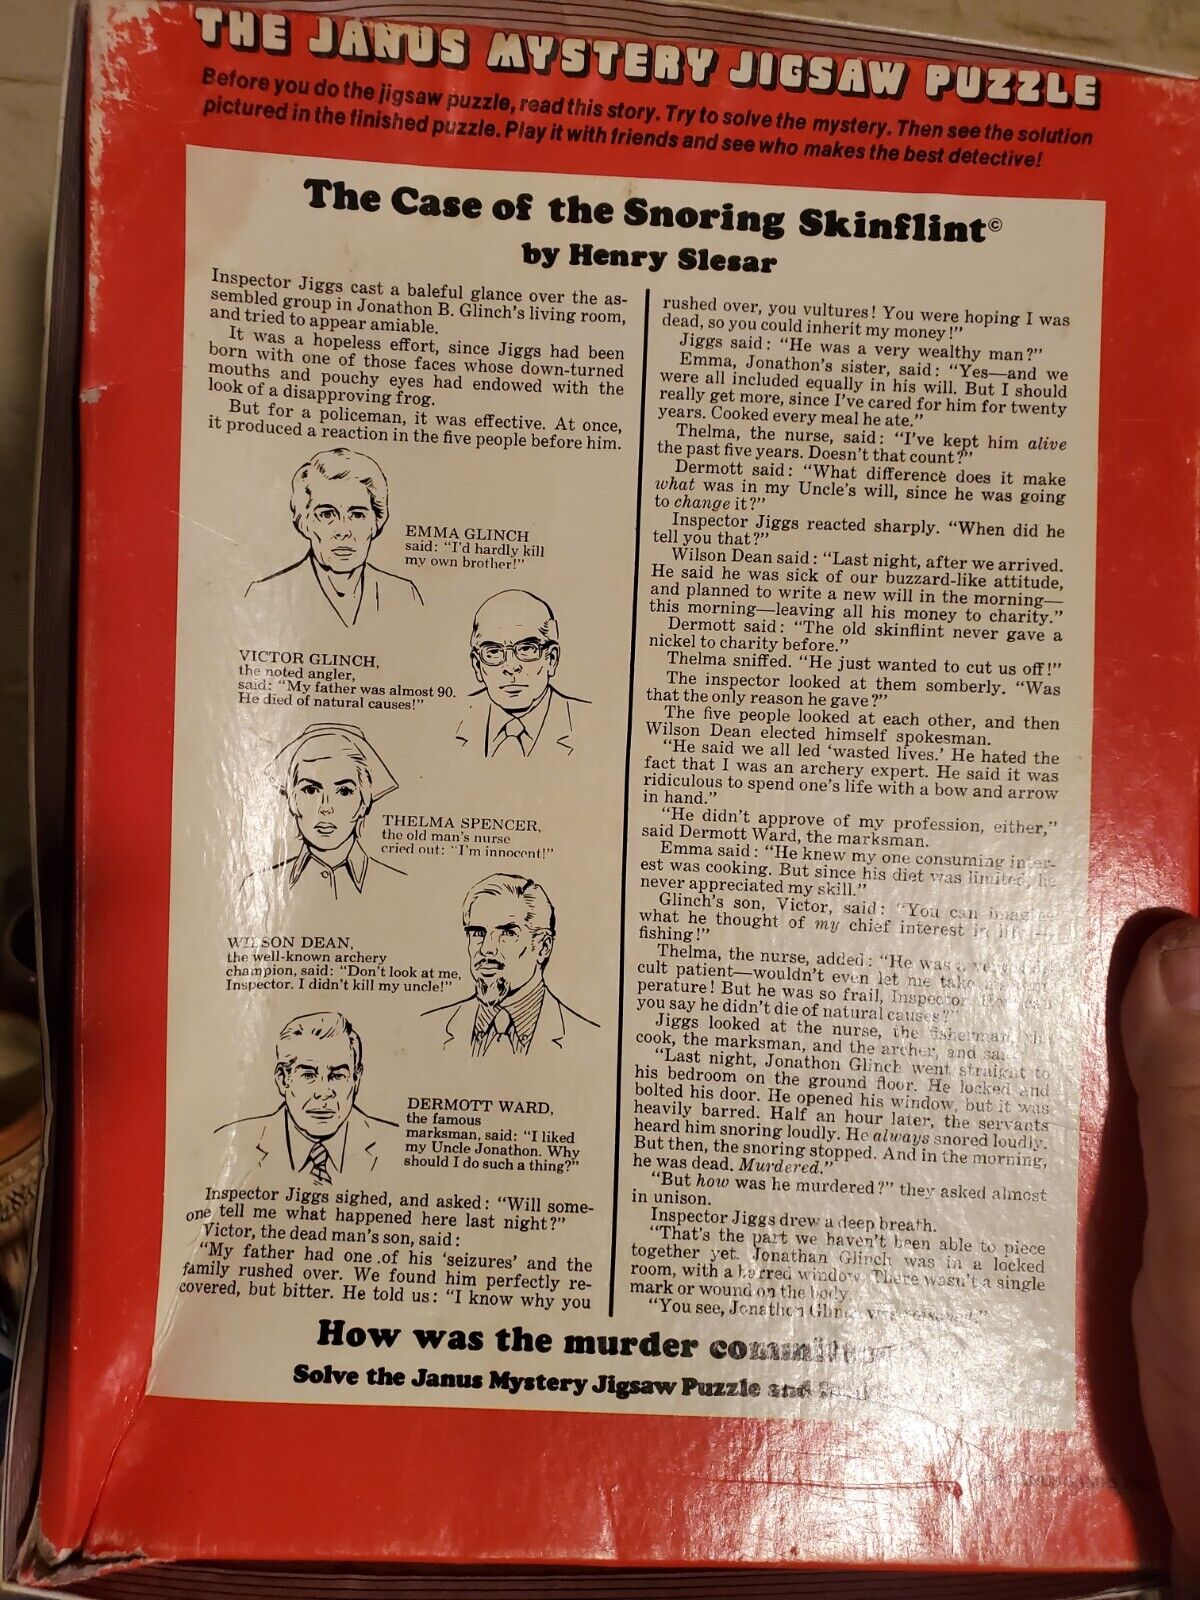 THE JANUS MYSTERY JIGSAW PUZZLE
Before you do the jigsaw puzzle, read this story. Try to solve the mystery. Then see the solution
pictured in the finished puzzle. Play it with friends and see who makes the best detective!
The Case of the Snoring Skinflint©
by Henry Slesar
Inspector Jiggs cast a baleful glance over the as-
sembled group in Jonathon B. Glinch's living room,
and tried to appear amiable.
It was a hopeless effort, since Jiggs had been
born with one of those faces whose down-turned
mouths and pouchy eyes had endowed with the
look of a disapproving frog.
But for a policeman, it was effective. At once,
it produced a reaction in the five people before him.
EMMA GLINCH
said: "I'd hardly kill
my own brother!"
VICTOR GLINCH,
the noted angler,
said: "My father was almost 90.
He died of natural causes!"
THELMA SPENCER,
the old man's nurse
cried out: "I'm innocent!"
WILSON DEAN,
the well-known archery
champion, said: "Don't look at me,
Inspector. I didn't kill my uncle!"
DERMOTT WARD,
the famous
marksman, said: "I liked
my Uncle Jonathon. Why
should I do such a thing?"
Inspector Jiggs sighed, and asked: "Will some-
one tell me what happened here last night?"
Victor, the dead man's son, said:
"My father had one of his 'seizures' and the
family rushed over. We found him perfectly re-
covered, but bitter. He told us: "I know why you
rushed over, you vultures! You were hoping I was
dead, so you could inherit my money!"
Jiggs said: "He was a very wealthy man?"
Emma, Jonathon's sister, said: "Yes—and we
were all included equally in his will. But I should
really get more, since I've cared for him for twenty
years. Cooked every meal he ate."
Thelma, the nurse, said: "I've kept him alive
the past five years. Doesn't that count?"
Dermott said: "What difference does it make
what was in my Uncle's will, since he was going
to change it?"
Inspector Jiggs reacted sharply. "When did he
tell you that?"
Wilson Dean said: "Last night, after we arrived.
He said he was sick of our buzzard-like attitude,
and planned to write a new will in the morning—
this morning—leaving all his money to charity."
Dermott said: "The old skinflint never gave a
nickel to charity before."
Thelma sniffed. "He just wanted to cut us off!"
The inspector looked at them somberly. "Was
that the only reason he gave?"
The five people looked at each other, and then
Wilson Dean elected himself spokesman.
"He said we all led 'wasted lives.' He hated the
fact that I was an archery expert. He said it was
ridiculous to spend one's life with a bow and arrow
in hand."
"He didn't approve of my profession, either,"
said Dermott Ward, the marksman.
Emma said: "He knew my one consuming inter-
est was cooking. But since his diet was limited, he
never appreciated my skill."
Glinch's son, Victor, said: "You can imagine
what he thought of my chief interest in life—
fishing!"
Thelma, the nurse, added: "He was a
cult patient—wouldn't even let me take
perature! But he was so frail, Inspector.
you say he didn't die of natural causes?"
Jiggs looked at the nurse, the fisherman, the
cook, the marksman, and the archer, and
"Last night, Jonathon Glinch went straight to
his bedroom on the ground floor. He locked and
bolted his door. He opened his window, but it was
heavily barred. Half an hour later, the servants
heard him snoring loudly. He always snored loudly.
But then, the snoring stopped. And in the morning,
he was dead. Murdered."
"But how was he murdered?" they asked almost
in unison.
Inspector Jiggs drew a deep breath.
"That's the part we haven't been able to piece
together yet. Jonathan Glinch was in a locked
room, with a barred window. There wasn't a single
mark or wound on the body.
"You see, Jonathon
How was the murder
Solve the Janus Mystery Jigsaw Puzzle and